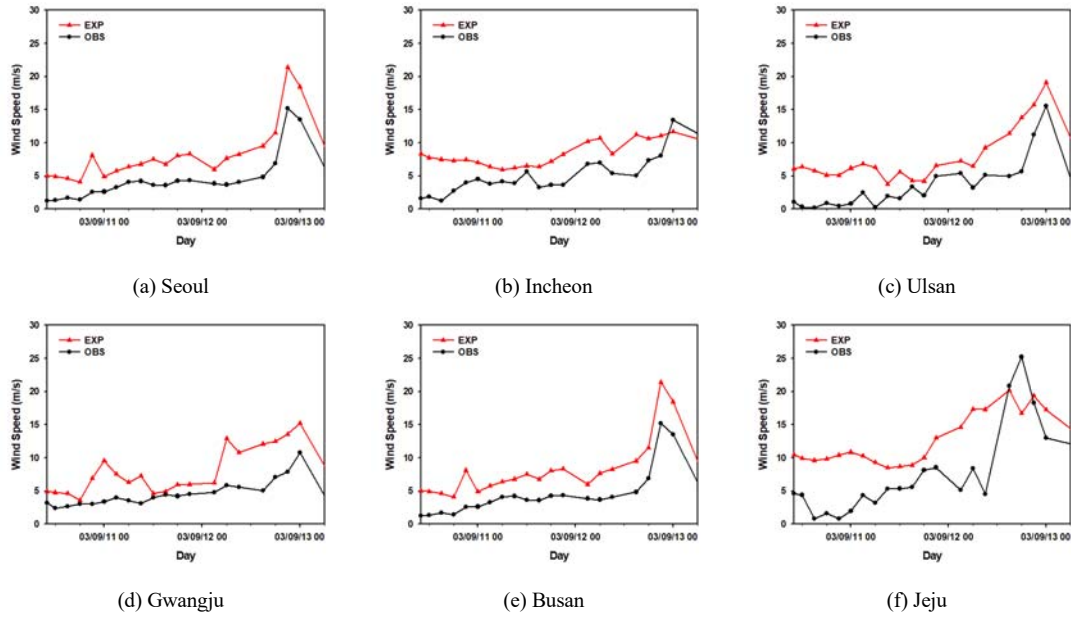 30
25
20
15
10
5
0
Wind Speed (m/s)
EXP
OBS
03/09/11 00
03/09/12 00
03/09/13 00
Day
(a) Seoul
30
25
20
15
10
5
0
Wind Speed (m/s)
EXP
OBS
03/09/11 00
03/09/12 00
03/09/13 00
Day
(b) Incheon
30
25
20
15
10
5
0
Wind Speed (m/s)
EXP
OBS
03/09/11 00
03/09/12 00
03/09/13 00
Day
(c) Ulsan
30
25
20
15
10
5
0
Wind Speed (m/s)
EXP
OBS
03/09/11 00
03/09/12 00
03/09/13 00
Day
(d) Gwangju
30
25
20
15
10
5
0
Wind Speed (m/s)
EXP
OBS
03/09/11 00
03/09/12 00
03/09/13 00
Day
(e) Busan
30
25
20
15
10
5
0
Wind Speed (m/s)
EXP
OBS
03/09/11 00
03/09/12 00
03/09/13 00
Day
(f) Jeju